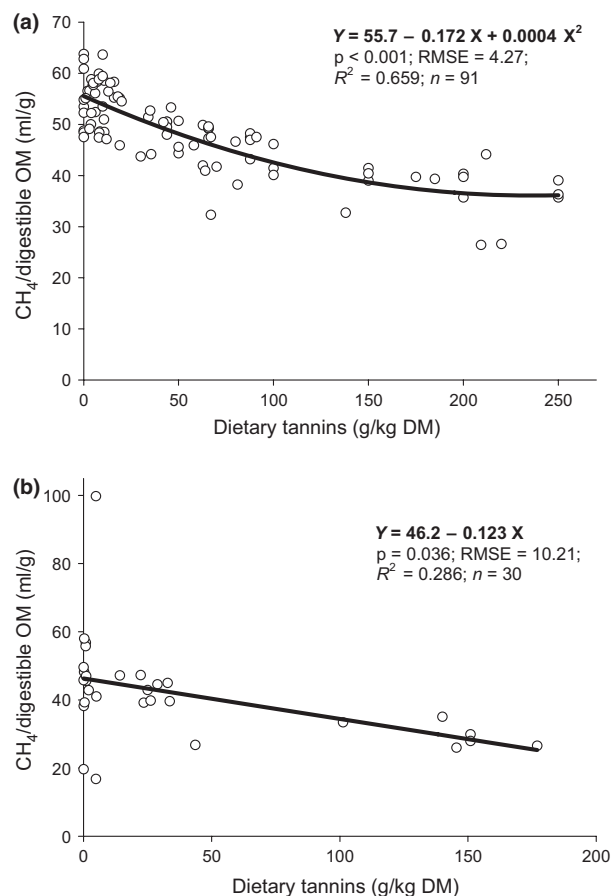 (a)
70
60
50
40
30
20
10
0
CH₄/digestible OM (ml/g)
Y = 55.7 – 0.172 X + 0.0004 X²
p < 0.001; RMSE = 4.27;
R² = 0.659; n = 91
0 50 100 150 200 250
Dietary tannins (g/kg DM)
(b)
100
80
60
40
20
0
CH₄/digestible OM (ml/g)
Y = 46.2 – 0.123 X
p = 0.036; RMSE = 10.21;
R² = 0.286; n = 30
0 50 100 150 200
Dietary tannins (g/kg DM)